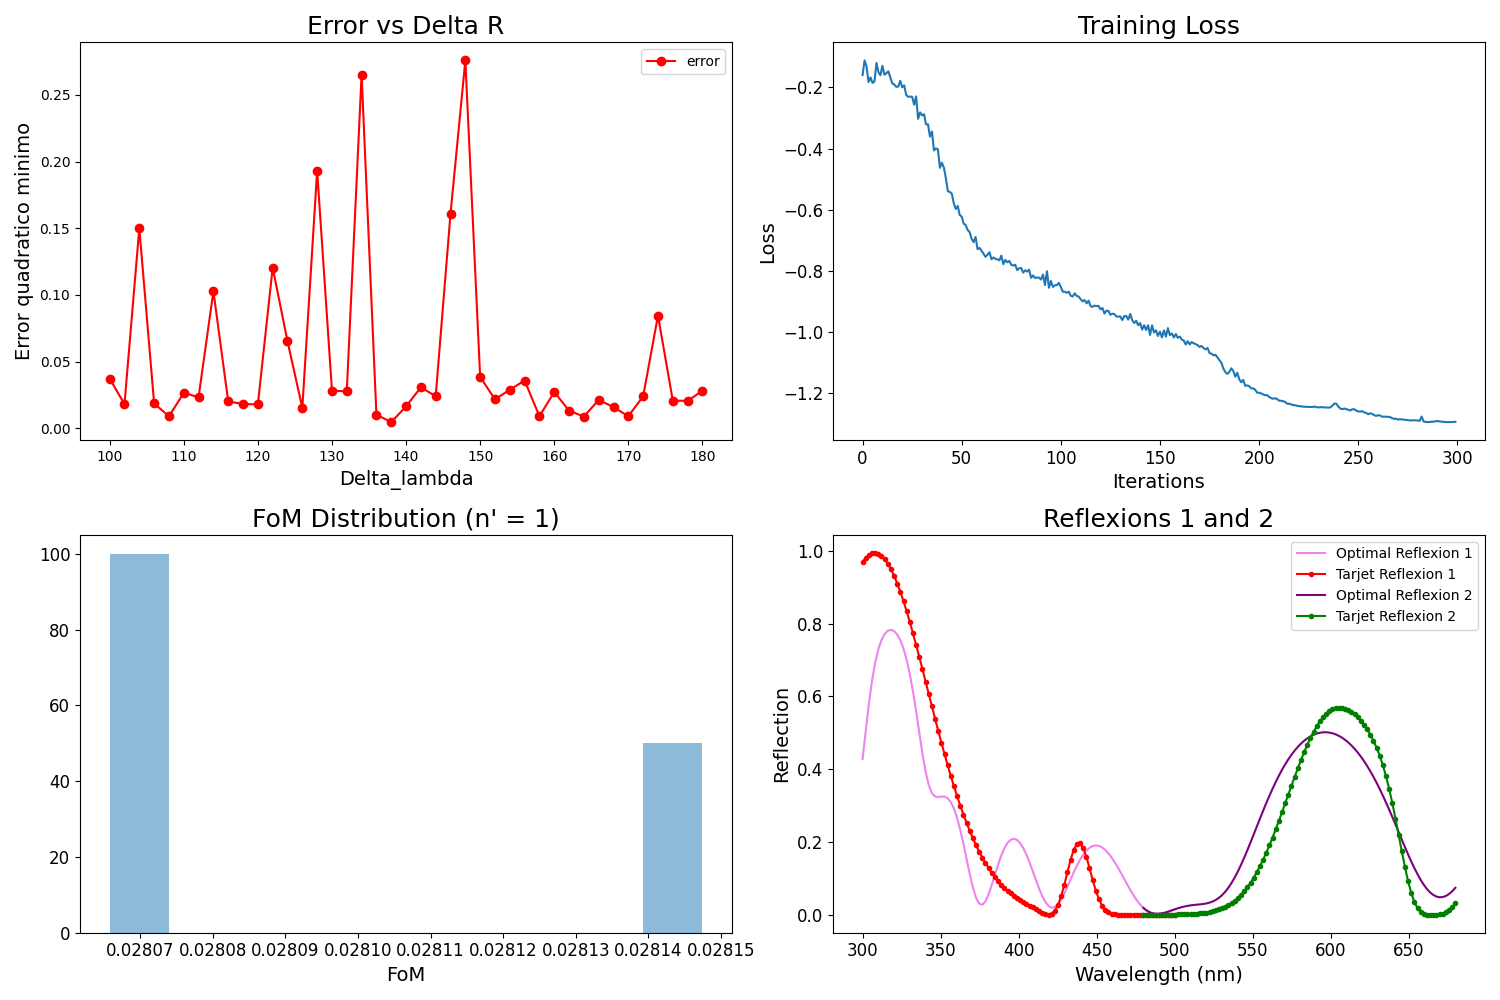 Error vs Delta R
error
Error quadratico minimo
0.25
0.20
0.15
0.10
0.05
0.00
100 110 120 130 140 150 160 170 180
Delta_lambda
Training Loss
Loss
−0.2
−0.4
−0.6
−0.8
−1.0
−1.2
0 50 100 150 200 250 300
Iterations
FoM Distribution (n' = 1)
100
80
60
40
20
0
0.02807 0.02808 0.02809 0.02810 0.02811 0.02812 0.02813 0.02814 0.02815
FoM
Reflexions 1 and 2
Optimal Reflexion 1
Tarjet Reflexion 1
Optimal Reflexion 2
Tarjet Reflexion 2
Reflection
1.0
0.8
0.6
0.4
0.2
0.0
300 350 400 450 500 550 600 650
Wavelength (nm)